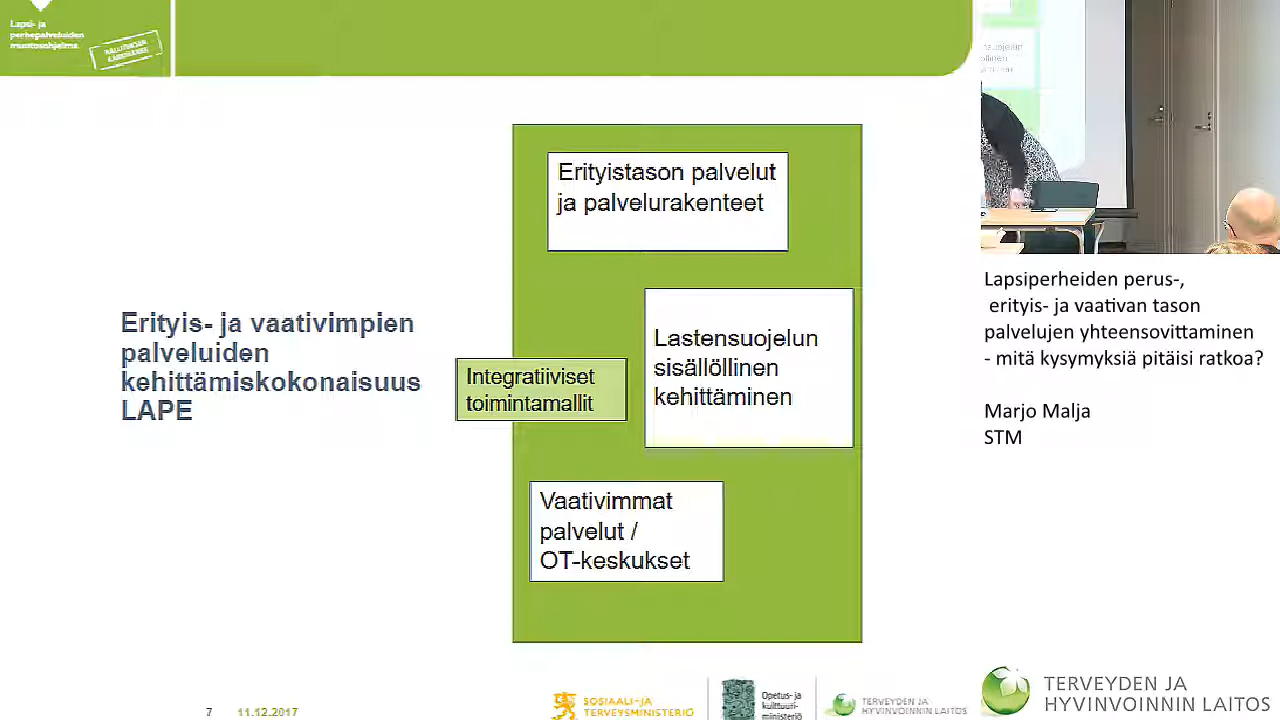 Lapsi- ja
perhepalveluiden
muutosohjelma
Erityistason palvelut
ja palvelurakenteet
Erityis- ja vaativimpien
palveluiden
kehittämiskokonaisuus
LAPE
Integratiiviset
toimintamallit
Lastensuojelun
sisällöllinen
kehittäminen
Vaativimmat
palvelut /
OT-keskukset
7 11.12.2017
SOSIAALI- JA
TERVEYSMINISTERIÖ
Opetus- ja
kulttuuri-
ministeriö
TERVEYDEN JA
HYVINVOINNIN LAITOS
Lapsiperheiden perus-,
erityis- ja vaativan tason
palvelujen yhteensovittaminen
- mitä kysymyksiä pitäisi ratkoa?
Marjo Malja
STM
TERVEYDEN JA
HYVINVOINNIN LAITOS